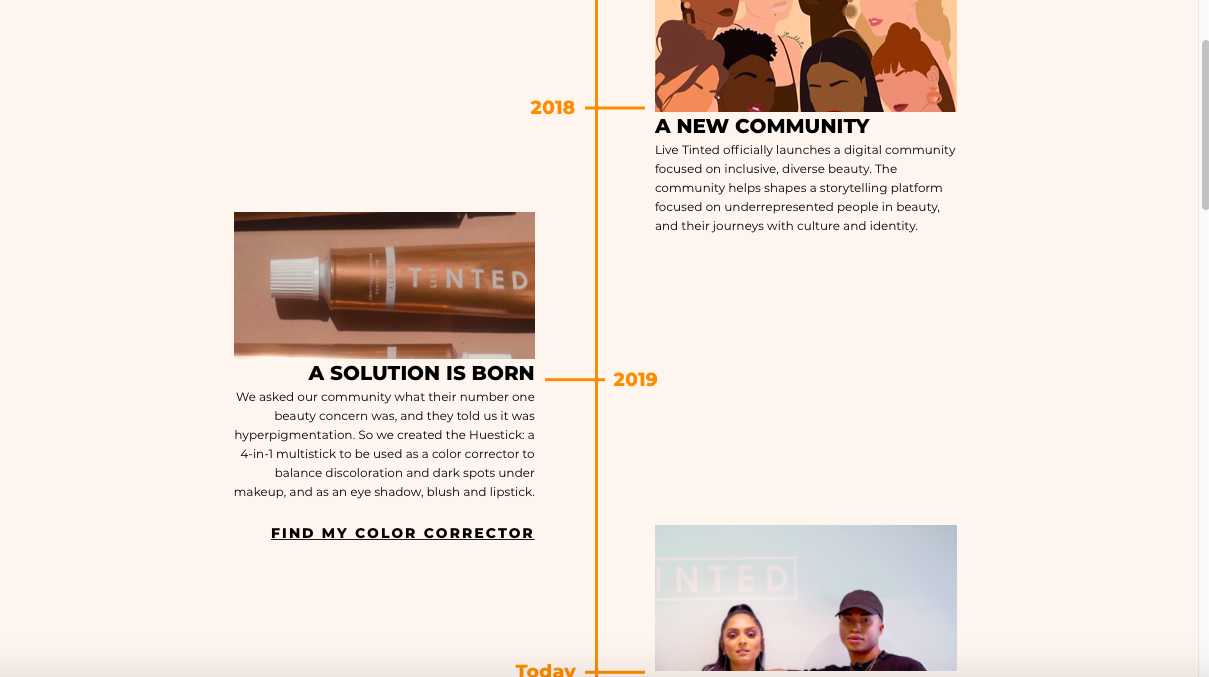 2018
A NEW COMMUNITY
Live Tinted officially launches a digital community
focused on inclusive, diverse beauty. The
community helps shapes a storytelling platform
focused on underrepresented people in beauty,
and their journeys with culture and identity.
TINTED
A SOLUTION IS BORN
2019
We asked our community what their number one
beauty concern was, and they told us it was
hyperpigmentation. So we created the Huestick: a
4-in-1 multistick to be used as a color corrector to
balance discoloration and dark spots under
makeup, and as an eye shadow, blush and lipstick.
FIND MY COLOR CORRECTOR
INTED
Today